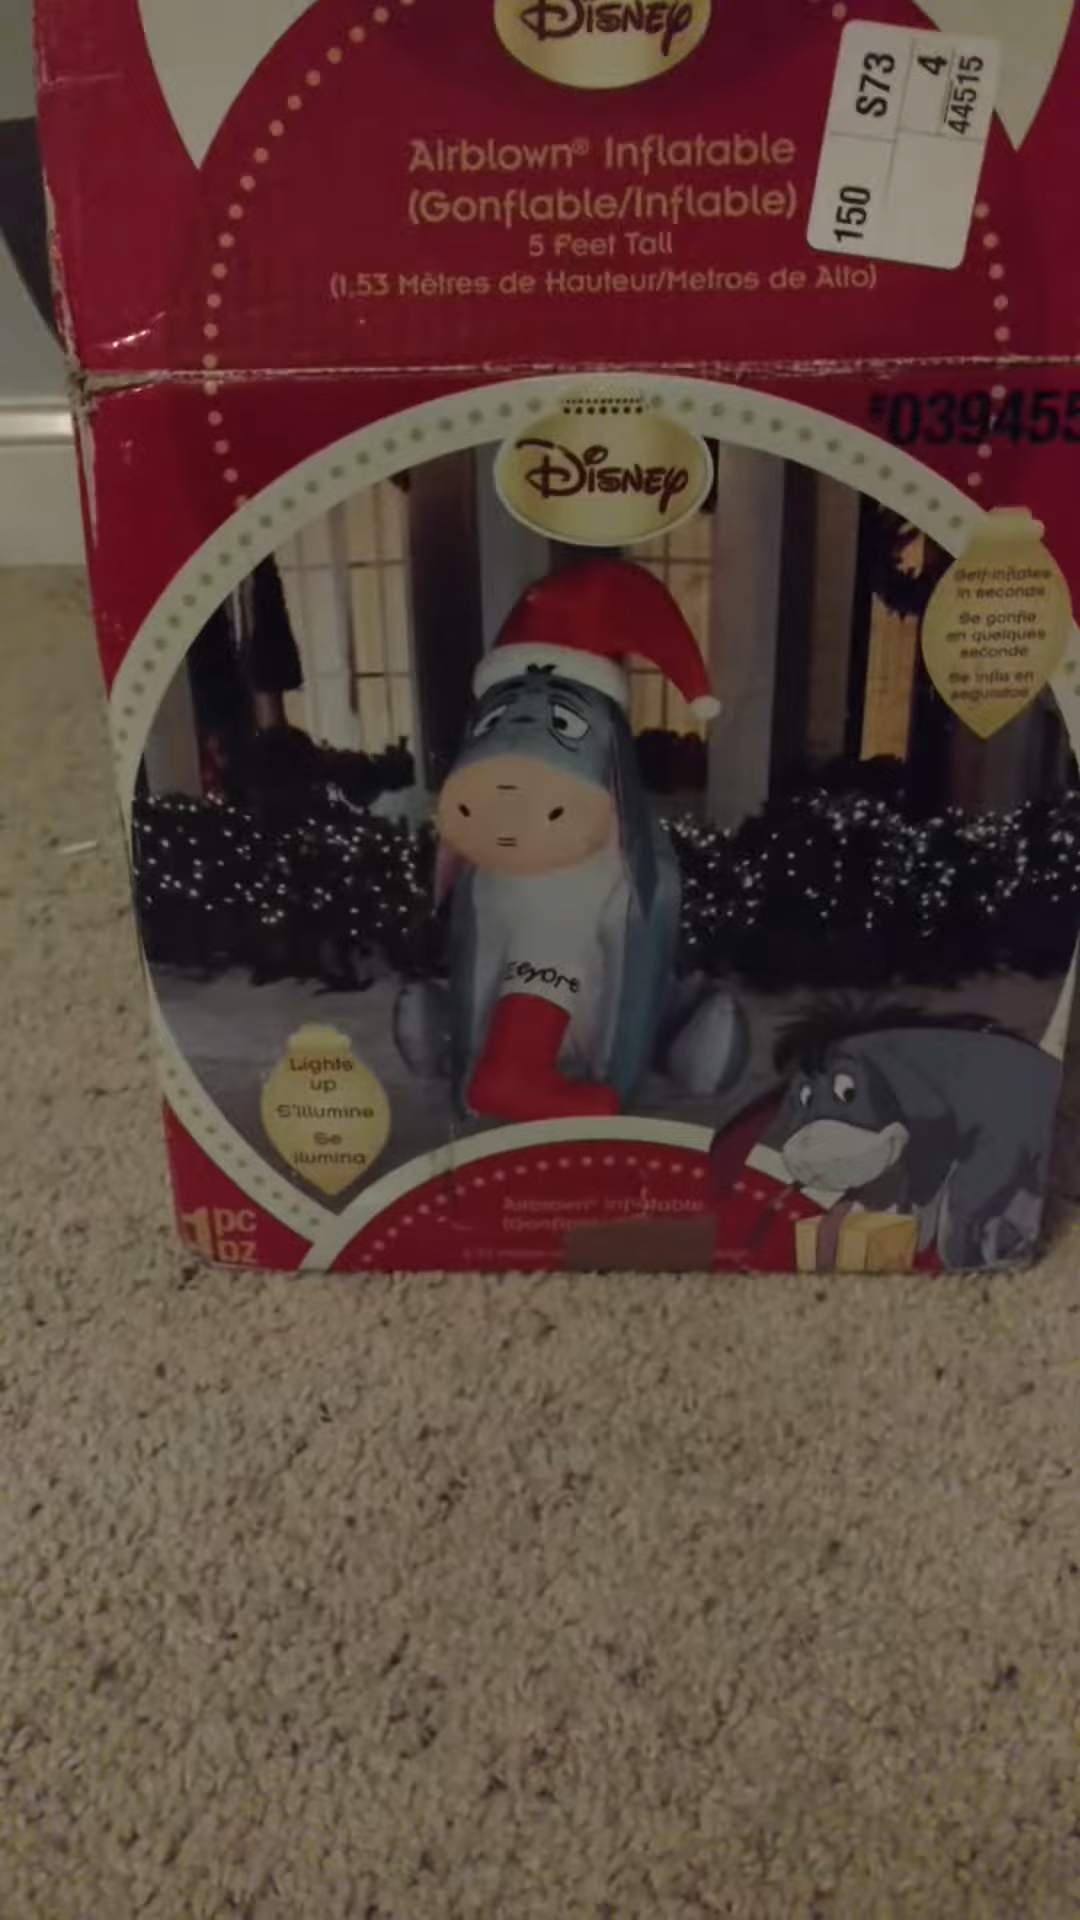 Disney
S73
4
44515
150
Airblown® Inflatable
(Gonflable/Inflable)
5 Feet Tall
(1,53 Mètres de Hauteur/Metros de Alto)
#039455
Disney
Self-inflates
in seconds
Se gonfle
en quelques
seconde
Se infla en
segundos
Eeyore
Lights
up
S'illumine
Se
ilumina
1 pc
pz
Airblown® Inflatable